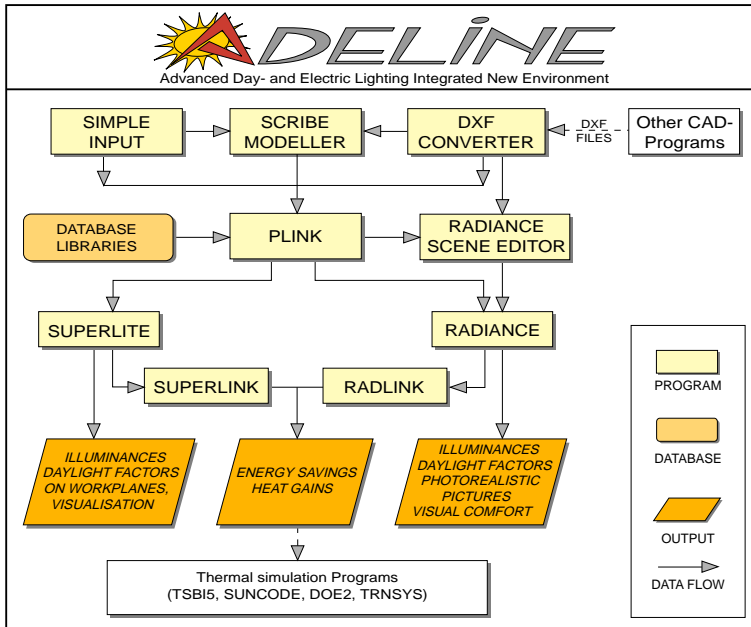 ADELINE
Advanced Day- and Electric Lighting Integrated New Environment
SIMPLE
INPUT
SCRIBE
MODELLER
DXF
CONVERTER
DXF
FILES
Other CAD-
Programs
DATABASE
LIBRARIES
PLINK
RADIANCE
SCENE EDITOR
SUPERLITE
RADIANCE
SUPERLINK
RADLINK
ILLUMINANCES
DAYLIGHT FACTORS
ON WORKPLANES,
VISUALISATION
ENERGY SAVINGS
HEAT GAINS
ILLUMINANCES
DAYLIGHT FACTORS
PHOTOREALISTIC
PICTURES
VISUAL COMFORT
Thermal simulation Programs
(TSBI5, SUNCODE, DOE2, TRNSYS)
PROGRAM
DATABASE
OUTPUT
DATA FLOW